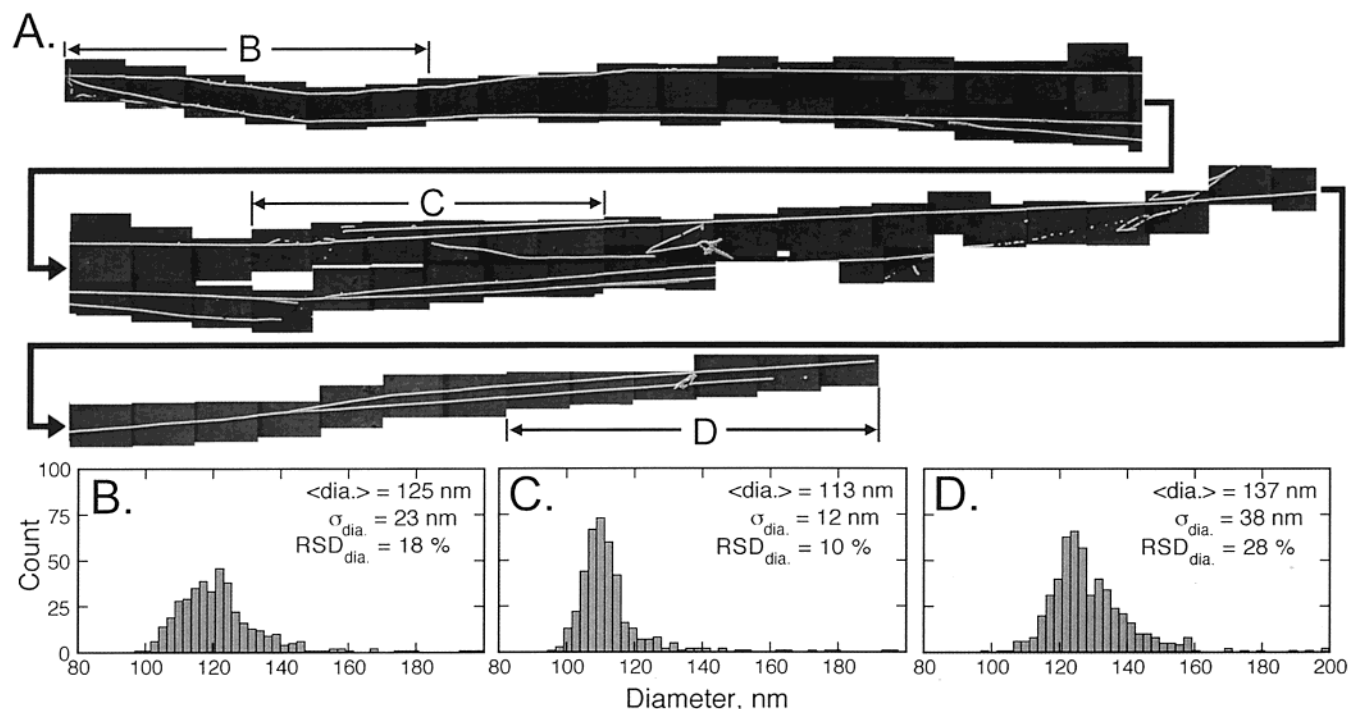 A.
B
C
D
B.
<dia.> = 125 nm
σdia. = 23 nm
RSDdia. = 18 %
C.
<dia.> = 113 nm
σdia. = 12 nm
RSDdia. = 10 %
D.
<dia.> = 137 nm
σdia. = 38 nm
RSDdia. = 28 %
Count
100
75
50
25
0
80 100 120 140 160 180
80 100 120 140 160 180
80 100 120 140 160 180 200
Diameter, nm